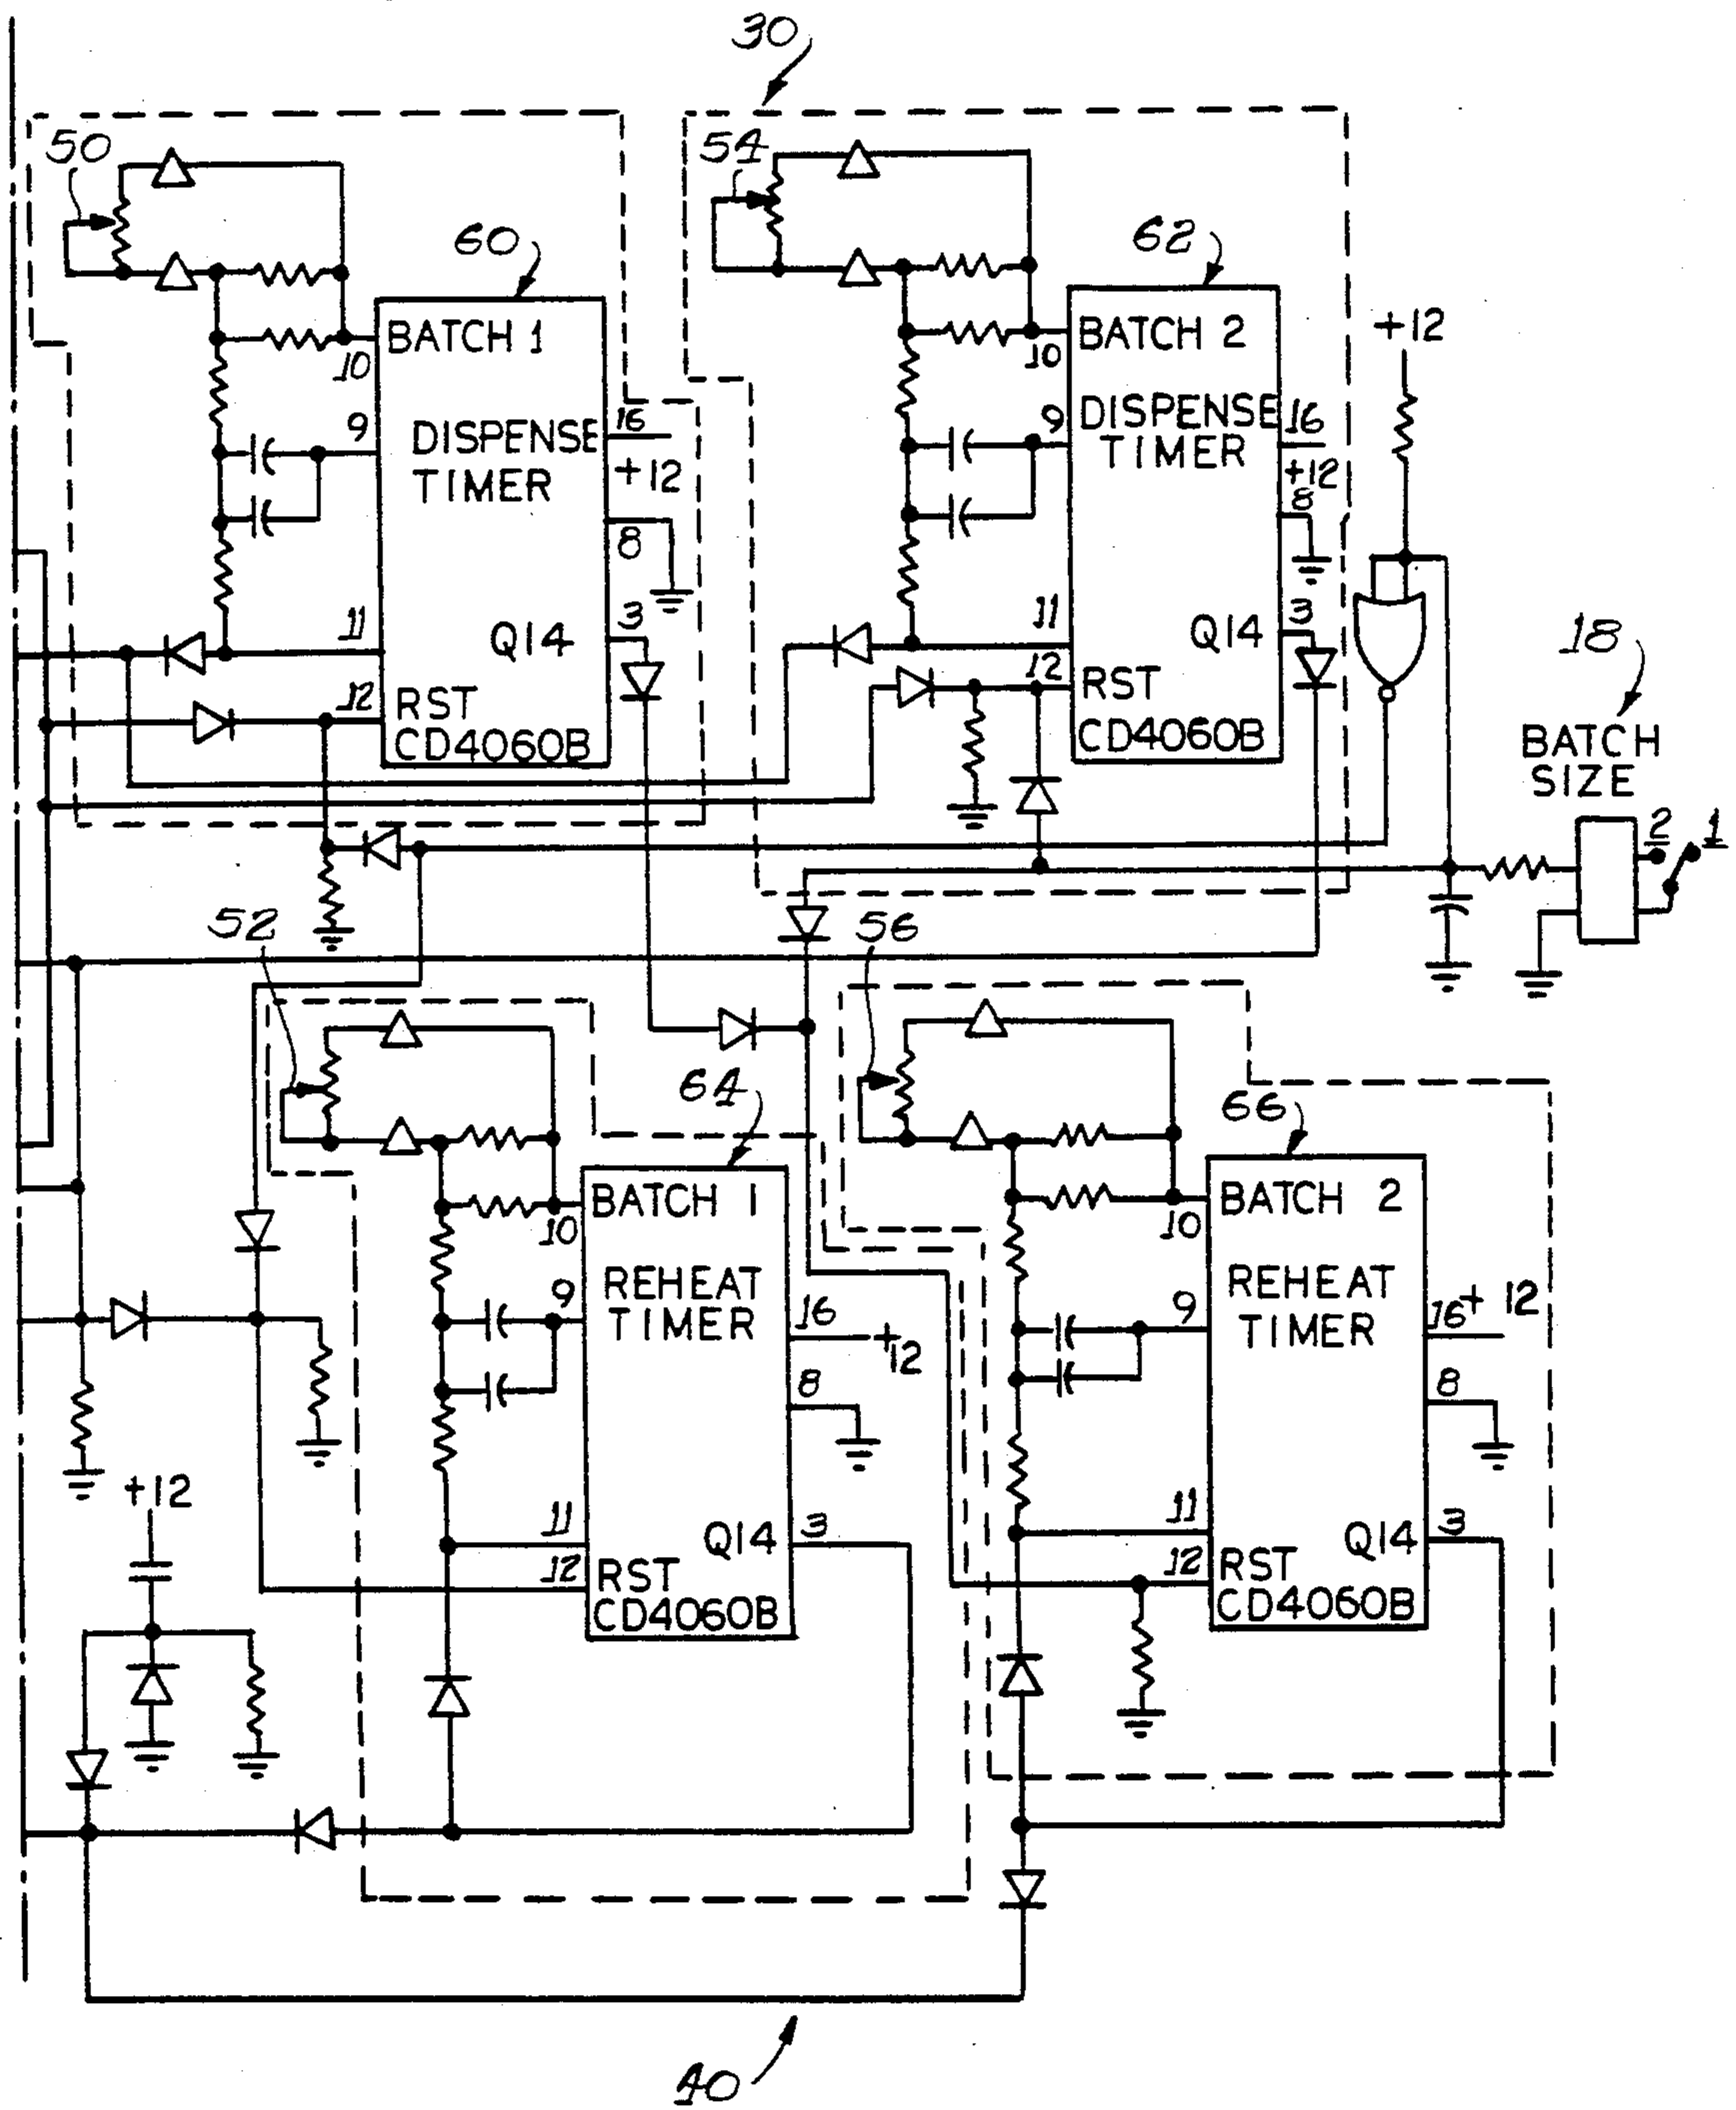 30
50
54
60
62
BATCH 1
10
9
DISPENSE
TIMER
16
+12
8
11
Q14
3
12
RST
CD4060B
BATCH 2
10
9
DISPENSE
TIMER
16
+12
8
11
Q14
3
12
RST
CD4060B
+12
18
BATCH
SIZE
2
1
52
56
64
66
BATCH 1
10
9
REHEAT
TIMER
16
+12
8
11
Q14
3
12
RST
CD4060B
BATCH 2
10
9
REHEAT
TIMER
16
+ 12
8
11
Q14
3
12
RST
CD4060B
+12
40